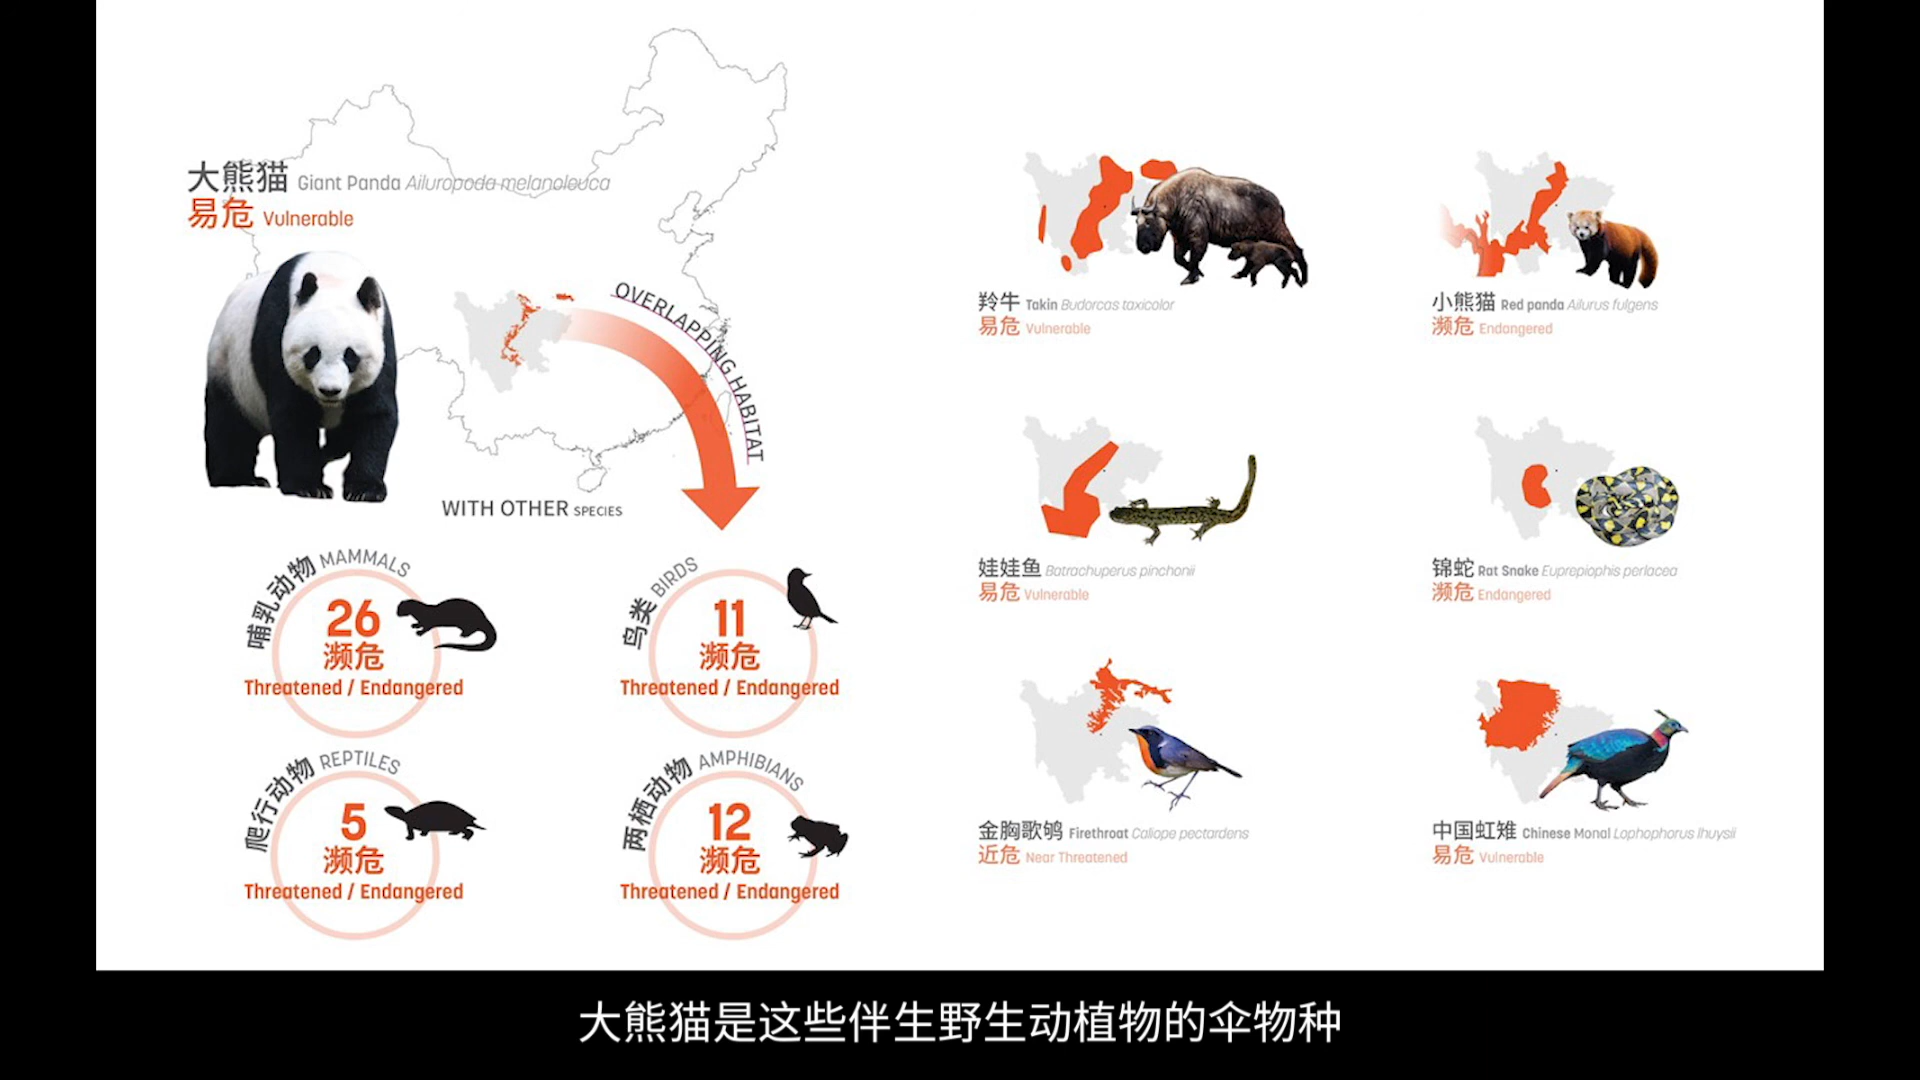 大熊猫 Giant Panda Ailuropoda melanoleuca
易危 Vulnerable
OVERLAPPING HABITAT
WITH OTHER SPECIES
哺乳动物 MAMMALS
26
濒危
Threatened / Endangered
鸟类 BIRDS
11
濒危
Threatened / Endangered
爬行动物 REPTILES
5
濒危
Threatened / Endangered
两栖动物 AMPHIBIANS
12
濒危
Threatened / Endangered
羚牛 Takin Budorcas taxicolor
易危 Vulnerable
小熊猫 Red panda Ailurus fulgens
濒危 Endangered
娃娃鱼 Batrachuperus pinchonii
易危 Vulnerable
锦蛇 Rat Snake Euprepiophis perlacea
濒危 Endangered
金胸歌鸲 Firethroat Caliope pectardens
近危 Near Threatened
中国虹雉 Chinese Monal Lophophorus lhuysii
易危 Vulnerable
大熊猫是这些伴生野生动植物的伞物种